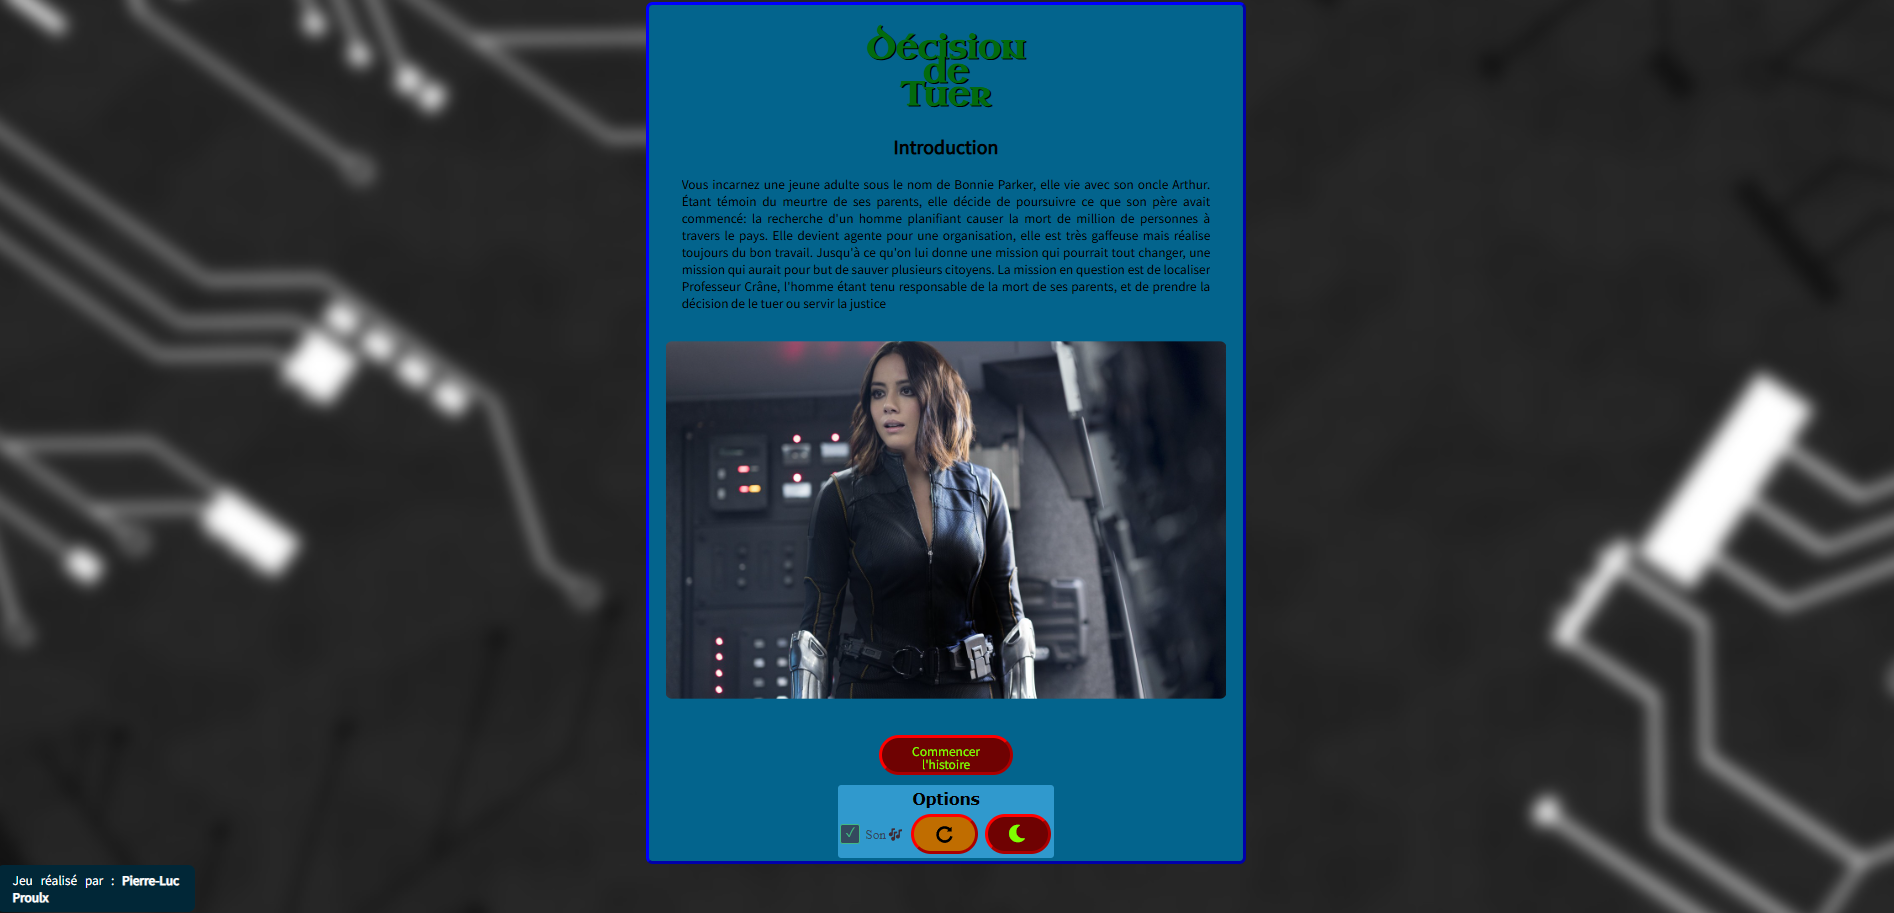 Décision
de
Tuer
Introduction
Vous incarnez une jeune adulte sous le nom de Bonnie Parker, elle vie avec son oncle Arthur.
Étant témoin du meurtre de ses parents, elle décide de poursuivre ce que son père avait
commencé: la recherche d'un homme planifiant causer la mort de million de personnes à
travers le pays. Elle devient agente pour une organisation, elle est très gaffeuse mais réalise
toujours du bon travail. Jusqu'à ce qu'on lui donne une mission qui pourrait tout changer, une
mission qui aurait pour but de sauver plusieurs citoyens. La mission en question est de localiser
Professeur Crâne, l'homme étant tenu responsable de la mort de ses parents, et de prendre la
décision de le tuer ou servir la justice
Commencer
l'histoire
Options
Son
Jeu réalisé par : Pierre-Luc
Proulx